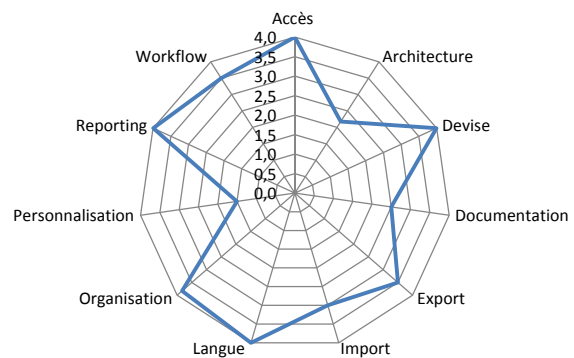 Accès
Architecture
Devise
Documentation
Export
Import
Langue
Organisation
Personnalisation
Reporting
Workflow
4,0
3,5
3,0
2,5
2,0
1,5
1,0
0,5
0,0